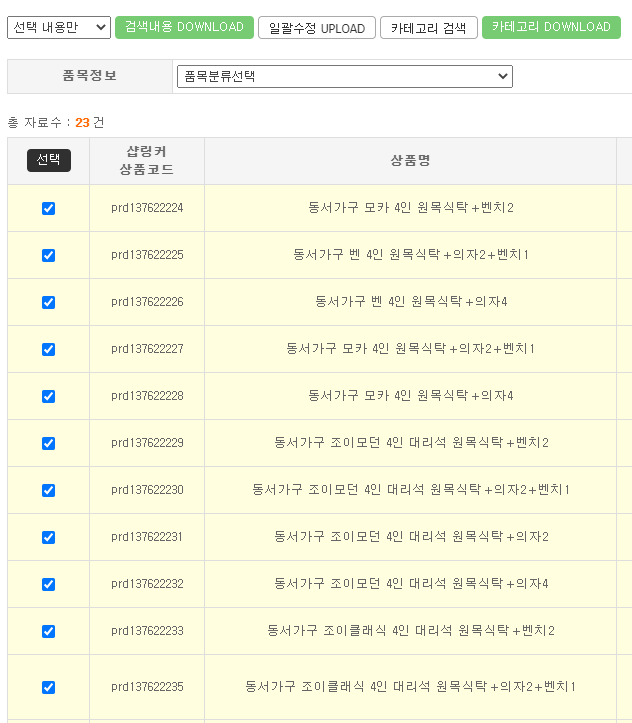 선택 내용만 검색내용 DOWNLOAD 일괄수정 UPLOAD 카테고리 검색 카테고리 DOWNLOAD
품목정보 품목분류선택
총 자료수 : 23 건
선택 샵링커 상품코드 상품명
prd137622224 동서가구 모카 4인 원목식탁+벤치2
prd137622225 동서가구 벤 4인 원목식탁+의자2+벤치1
prd137622226 동서가구 벤 4인 원목식탁+의자4
prd137622227 동서가구 모카 4인 원목식탁+의자2+벤치1
prd137622228 동서가구 모카 4인 원목식탁+의자4
prd137622229 동서가구 조이모던 4인 대리석 원목식탁+벤치2
prd137622230 동서가구 조이모던 4인 대리석 원목식탁+의자2+벤치1
prd137622231 동서가구 조이모던 4인 대리석 원목식탁+의자2
prd137622232 동서가구 조이모던 4인 대리석 원목식탁+의자4
prd137622233 동서가구 조이클래식 4인 대리석 원목식탁+벤치2
prd137622235 동서가구 조이클래식 4인 대리석 원목식탁+의자2+벤치1